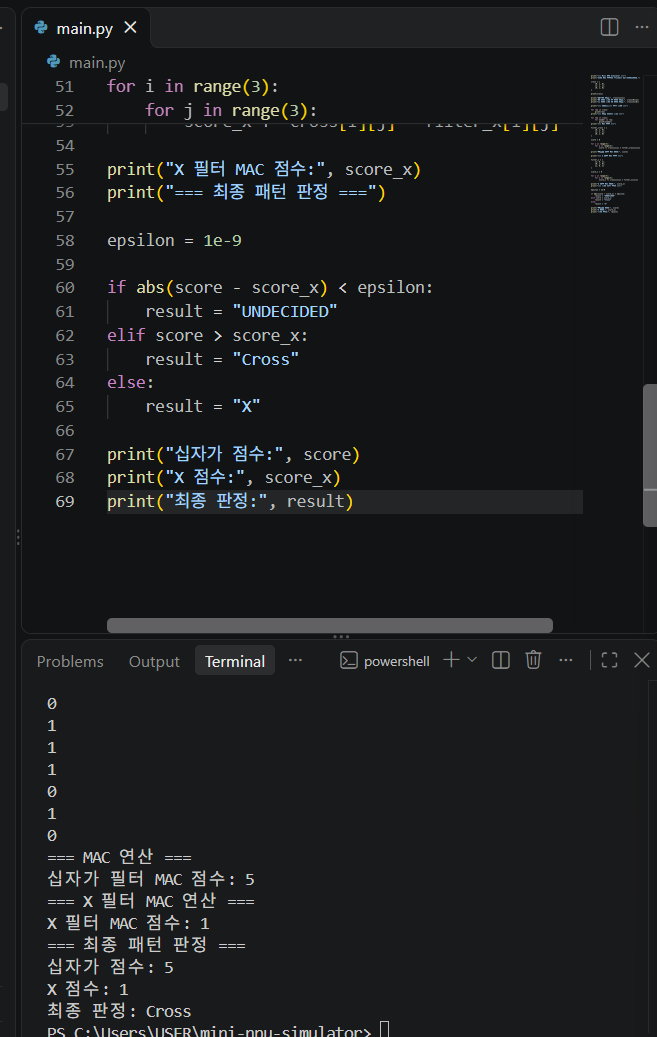 main.py
main.py
51 for i in range(3):
52 for j in range(3):
54
55 print("X 필터 MAC 점수:", score_x)
56 print("=== 최종 패턴 판정 ===")
57
58 epsilon = 1e-9
59
60 if abs(score - score_x) < epsilon:
61 result = "UNDECIDED"
62 elif score > score_x:
63 result = "Cross"
64 else:
65 result = "X"
66
67 print("십자가 점수:", score)
68 print("X 점수:", score_x)
69 print("최종 판정:", result)
Problems Output Terminal ··· powershell
0
1
1
1
0
1
0
=== MAC 연산 ===
십자가 필터 MAC 점수: 5
=== X 필터 MAC 연산 ===
X 필터 MAC 점수: 1
=== 최종 패턴 판정 ===
십자가 점수: 5
X 점수: 1
최종 판정: Cross
PS C:\Users\USER\mini-npu-simulator>